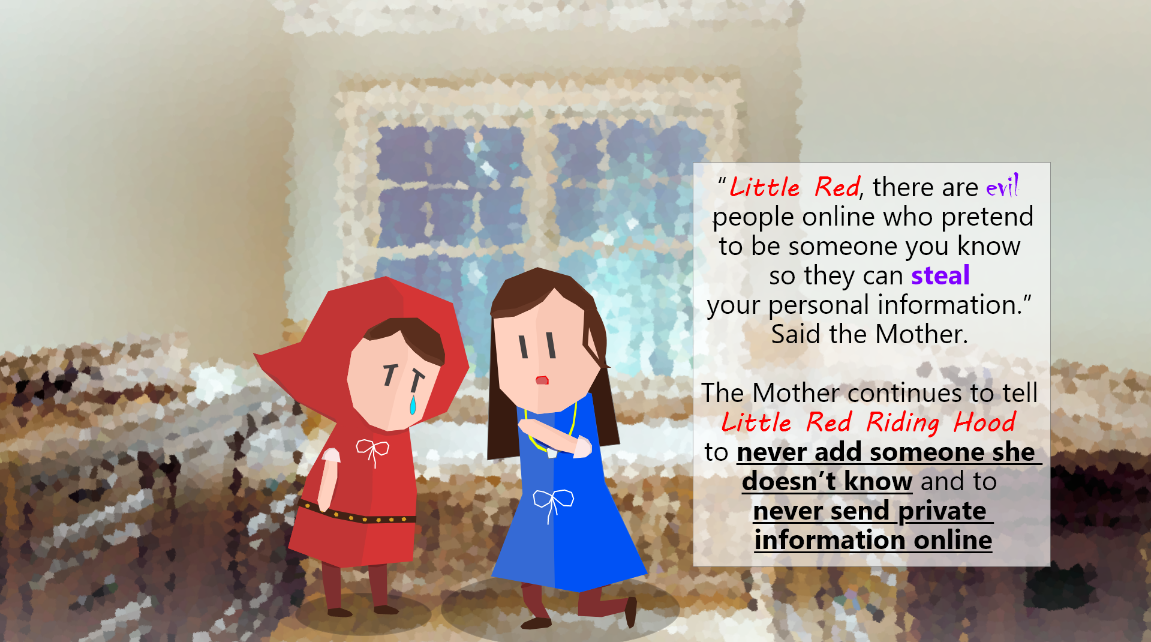 “Little Red, there are evil
people online who pretend
to be someone you know
so they can steal
your personal information.”
Said the Mother.
The Mother continues to tell
Little Red Riding Hood
to never add someone she
doesn’t know and to
never send private
information online